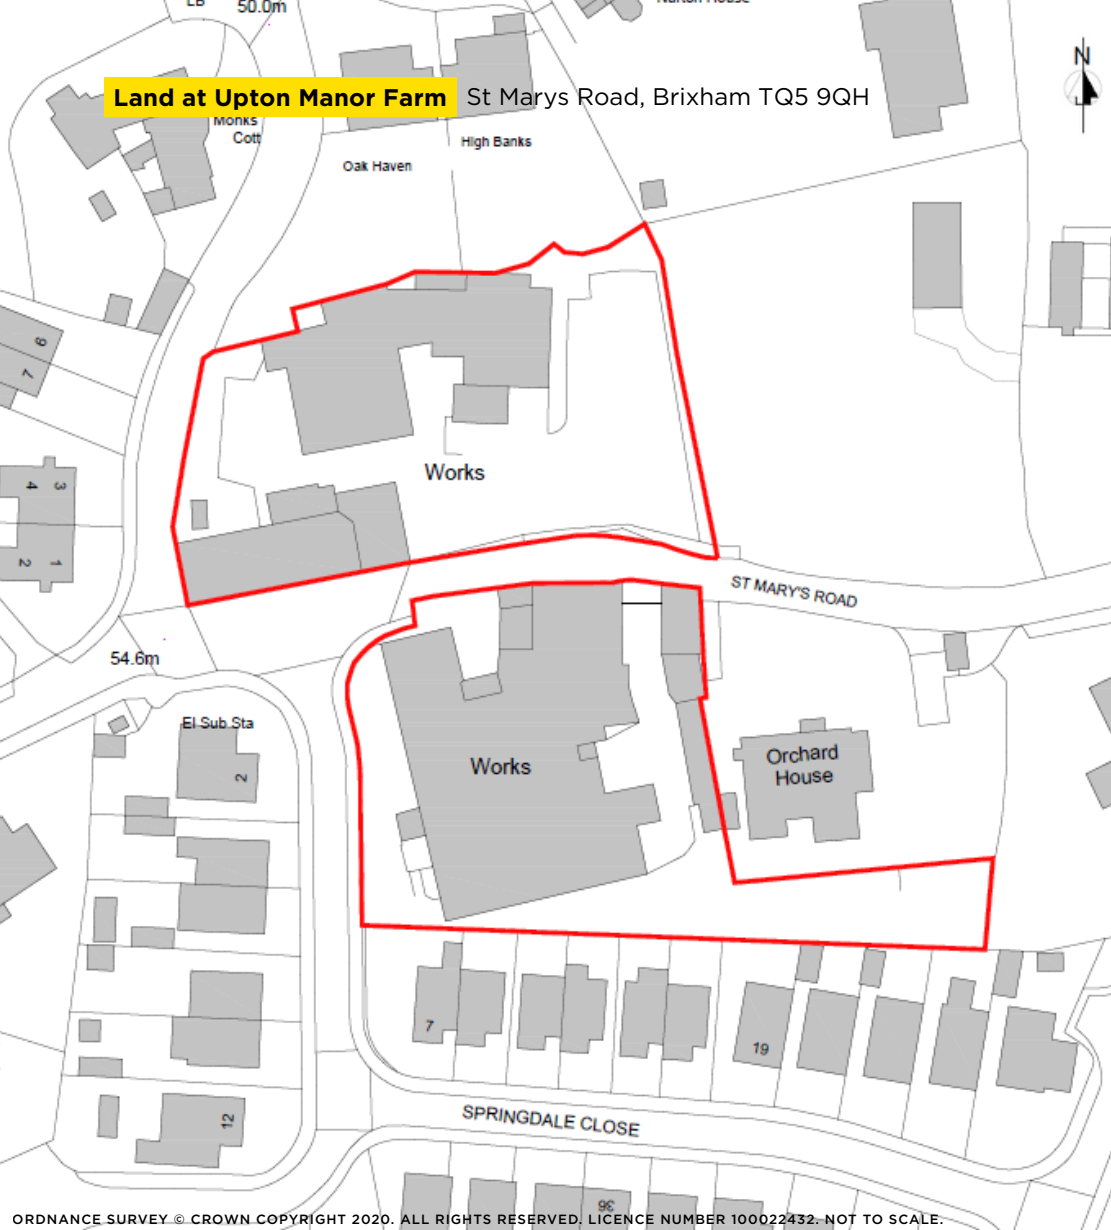 LB
50.0m
Narton House
N
Land at Upton Manor Farm St Marys Road, Brixham TQ5 9QH
Monks
Cott
High Banks
Oak Haven
8
7
Works
4 3
2 1
ST MARY'S ROAD
54.6m
El Sub Sta
2
Works
Orchard
House
7
19
12
SPRINGDALE CLOSE
36
ORDNANCE SURVEY © CROWN COPYRIGHT 2020. ALL RIGHTS RESERVED. LICENCE NUMBER 100022432. NOT TO SCALE.